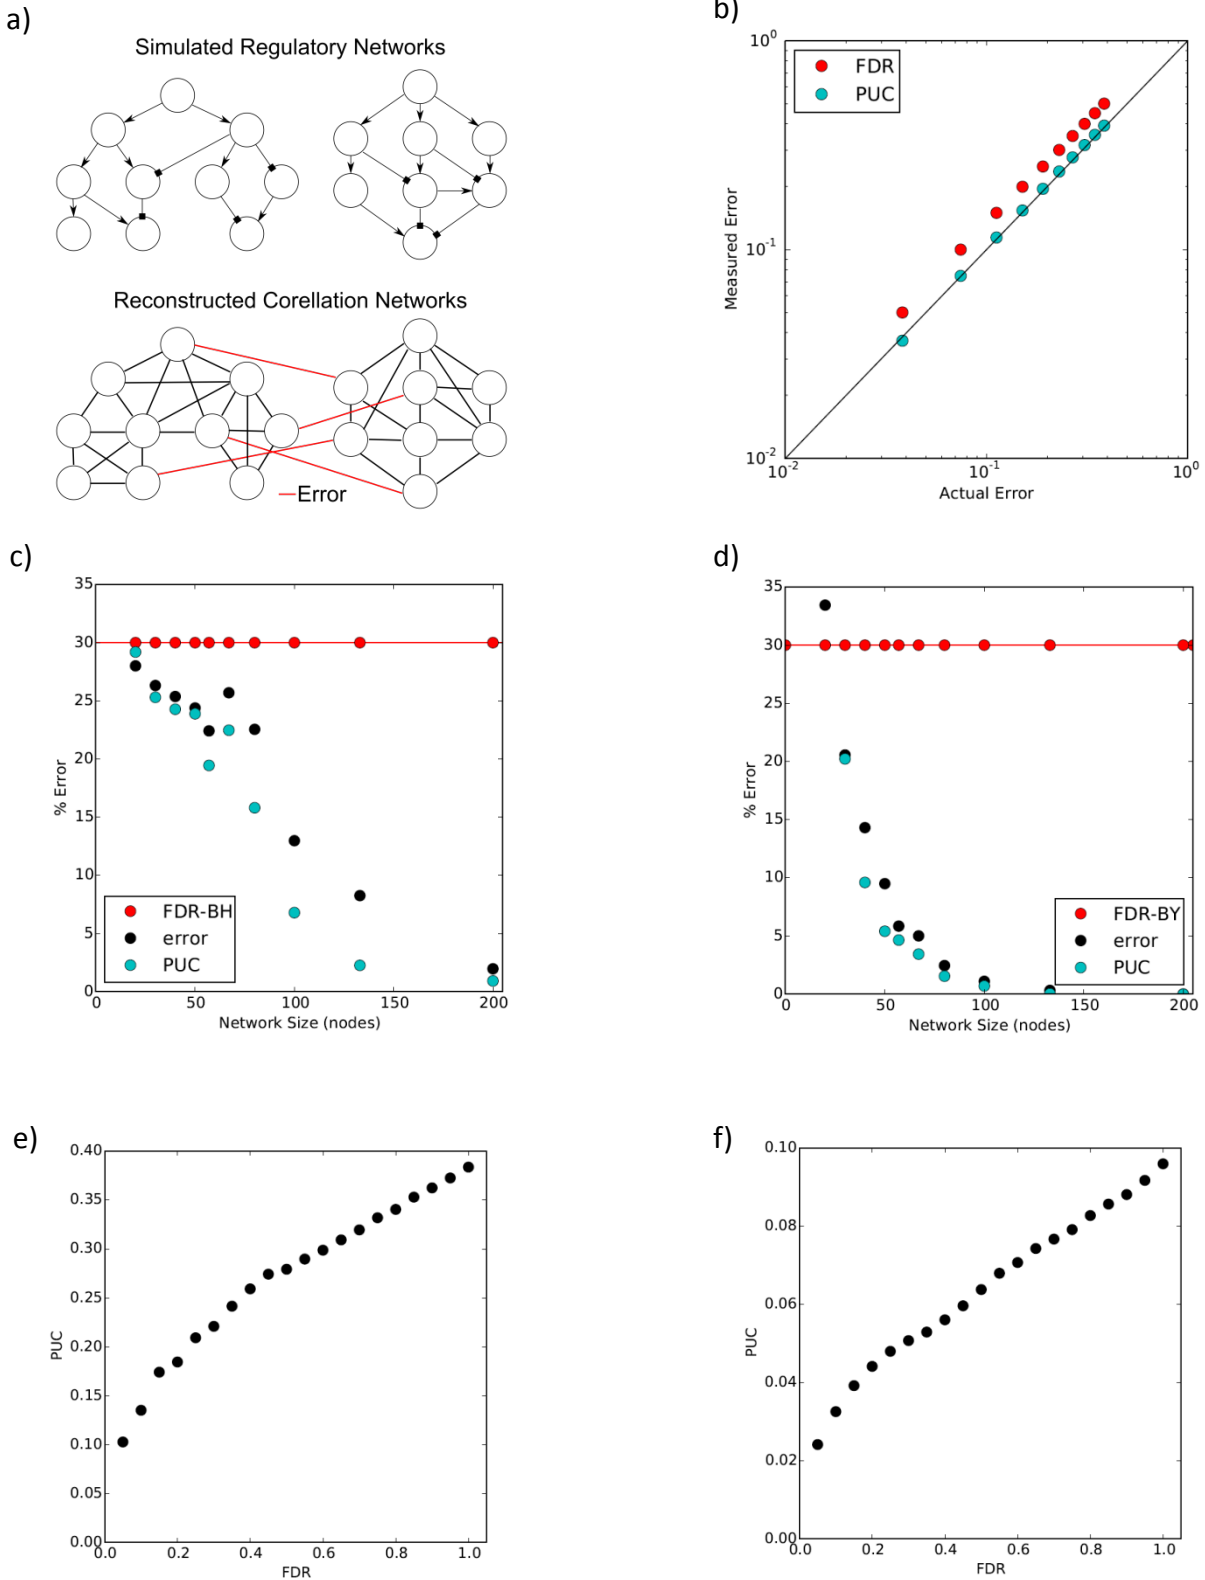 a)
Simulated Regulatory Networks
Reconstructed Corellation Networks
Error
b)
10⁰
10⁻¹
10⁻²
Measured Error
FDR
PUC
10⁻²
10⁻¹
10⁰
Actual Error
c)
35
30
25
20
15
10
5
0
% Error
FDR-BH
error
PUC
0
50
100
150
200
Network Size (nodes)
d)
35
30
25
20
15
10
5
0
% Error
FDR-BY
error
PUC
0
50
100
150
200
Network Size (nodes)
e)
0.40
0.35
0.30
0.25
0.20
0.15
0.10
0.05
0.00
PUC
0.0
0.2
0.4
0.6
0.8
1.0
FDR
f)
0.10
0.08
0.06
0.04
0.02
0.00
PUC
0.0
0.2
0.4
0.6
0.8
1.0
FDR